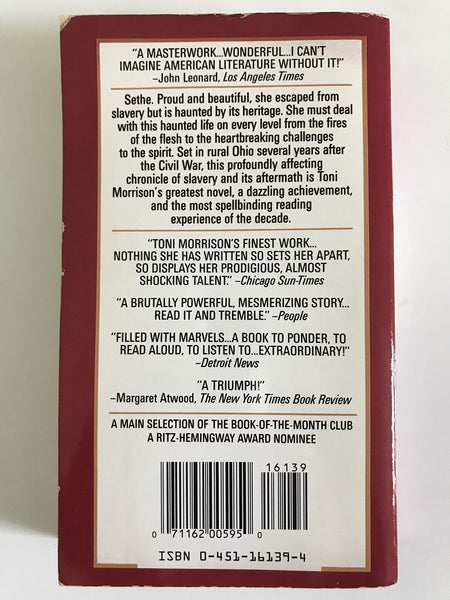 “A MASTERWORK...WONDERFUL...I CAN’T
IMAGINE AMERICAN LITERATURE WITHOUT IT!”
–John Leonard, Los Angeles Times
Sethe. Proud and beautiful, she escaped from
slavery but is haunted by its heritage. She must deal
with this haunted life on every level from the fires
of the flesh to the heartbreaking challenges
to the spirit. Set in rural Ohio several years after
the Civil War, this profoundly affecting
chronicle of slavery and its aftermath is Toni
Morrison’s greatest novel, a dazzling achievement,
and the most spellbinding reading
experience of the decade.
“TONI MORRISON’S FINEST WORK...
NOTHING SHE HAS WRITTEN SO SETS HER APART,
SO DISPLAYS HER PRODIGIOUS, ALMOST
SHOCKING TALENT.” –Chicago Sun-Times
“A BRUTALLY POWERFUL, MESMERIZING STORY...
READ IT AND TREMBLE.” –People
“FILLED WITH MARVELS...A BOOK TO PONDER, TO
READ ALOUD, TO LISTEN TO...EXTRAORDINARY!”
–Detroit News
“A TRIUMPH!”
–Margaret Atwood, The New York Times Book Review
A MAIN SELECTION OF THE BOOK-OF-THE-MONTH CLUB
A RITZ-HEMINGWAY AWARD NOMINEE
16139
0 71162 00595 0
ISBN 0-451-16139-4